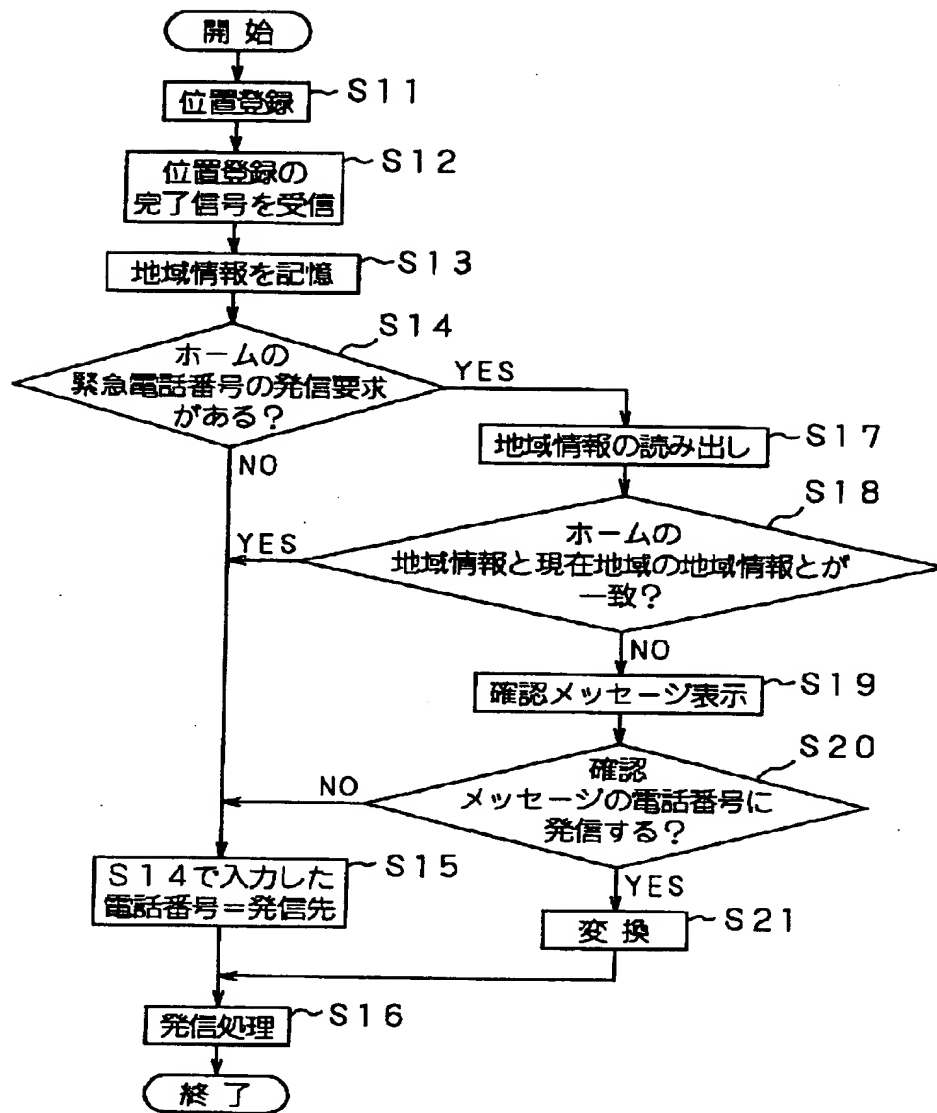 開始
位置登録
S11
位置登録の
完了信号を受信
S12
地域情報を記憶
S13
ホームの
緊急電話番号の発信要求
がある?
S14
YES
NO
地域情報の読み出し
S17
ホームの
地域情報と現在地域の地域情報とが
一致?
S18
YES
NO
確認メッセージ表示
S19
確認
メッセージの電話番号に
発信する?
S20
NO
YES
S14で入力した
電話番号=発信先
S15
変換
S21
発信処理
S16
終了